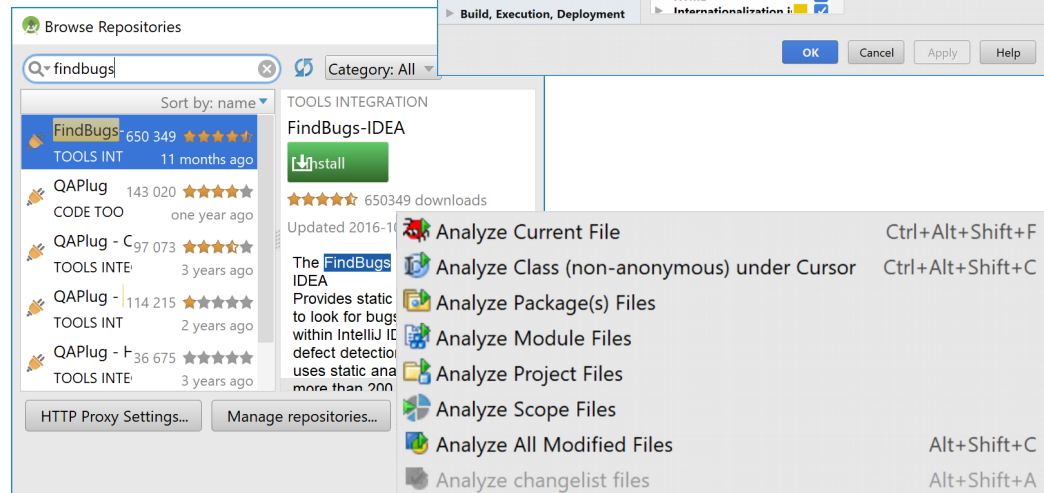 Browse Repositories
findbugs
Category: All
Sort by: name
FindBugs- 650 349
TOOLS INT 11 months ago
QAPlug 143 020
CODE TOO one year ago
QAPlug - C 97 073
TOOLS INTE 3 years ago
QAPlug - 114 215
TOOLS INT 2 years ago
QAPlug - H 36 675
TOOLS INTE 3 years ago
HTTP Proxy Settings...
Manage repositories...
TOOLS INTEGRATION
FindBugs-IDEA
Install
650349 downloads
Updated 2016-10
The FindBugs
IDEA
Provides static
to look for bugs
within IntelliJ ID
defect detection
uses static ana
more than 200
Build, Execution, Deployment
Internationalization i
OK
Cancel
Apply
Help
Analyze Current File Ctrl+Alt+Shift+F
Analyze Class (non-anonymous) under Cursor Ctrl+Alt+Shift+C
Analyze Package(s) Files
Analyze Module Files
Analyze Project Files
Analyze Scope Files
Analyze All Modified Files Alt+Shift+C
Analyze changelist files Alt+Shift+A